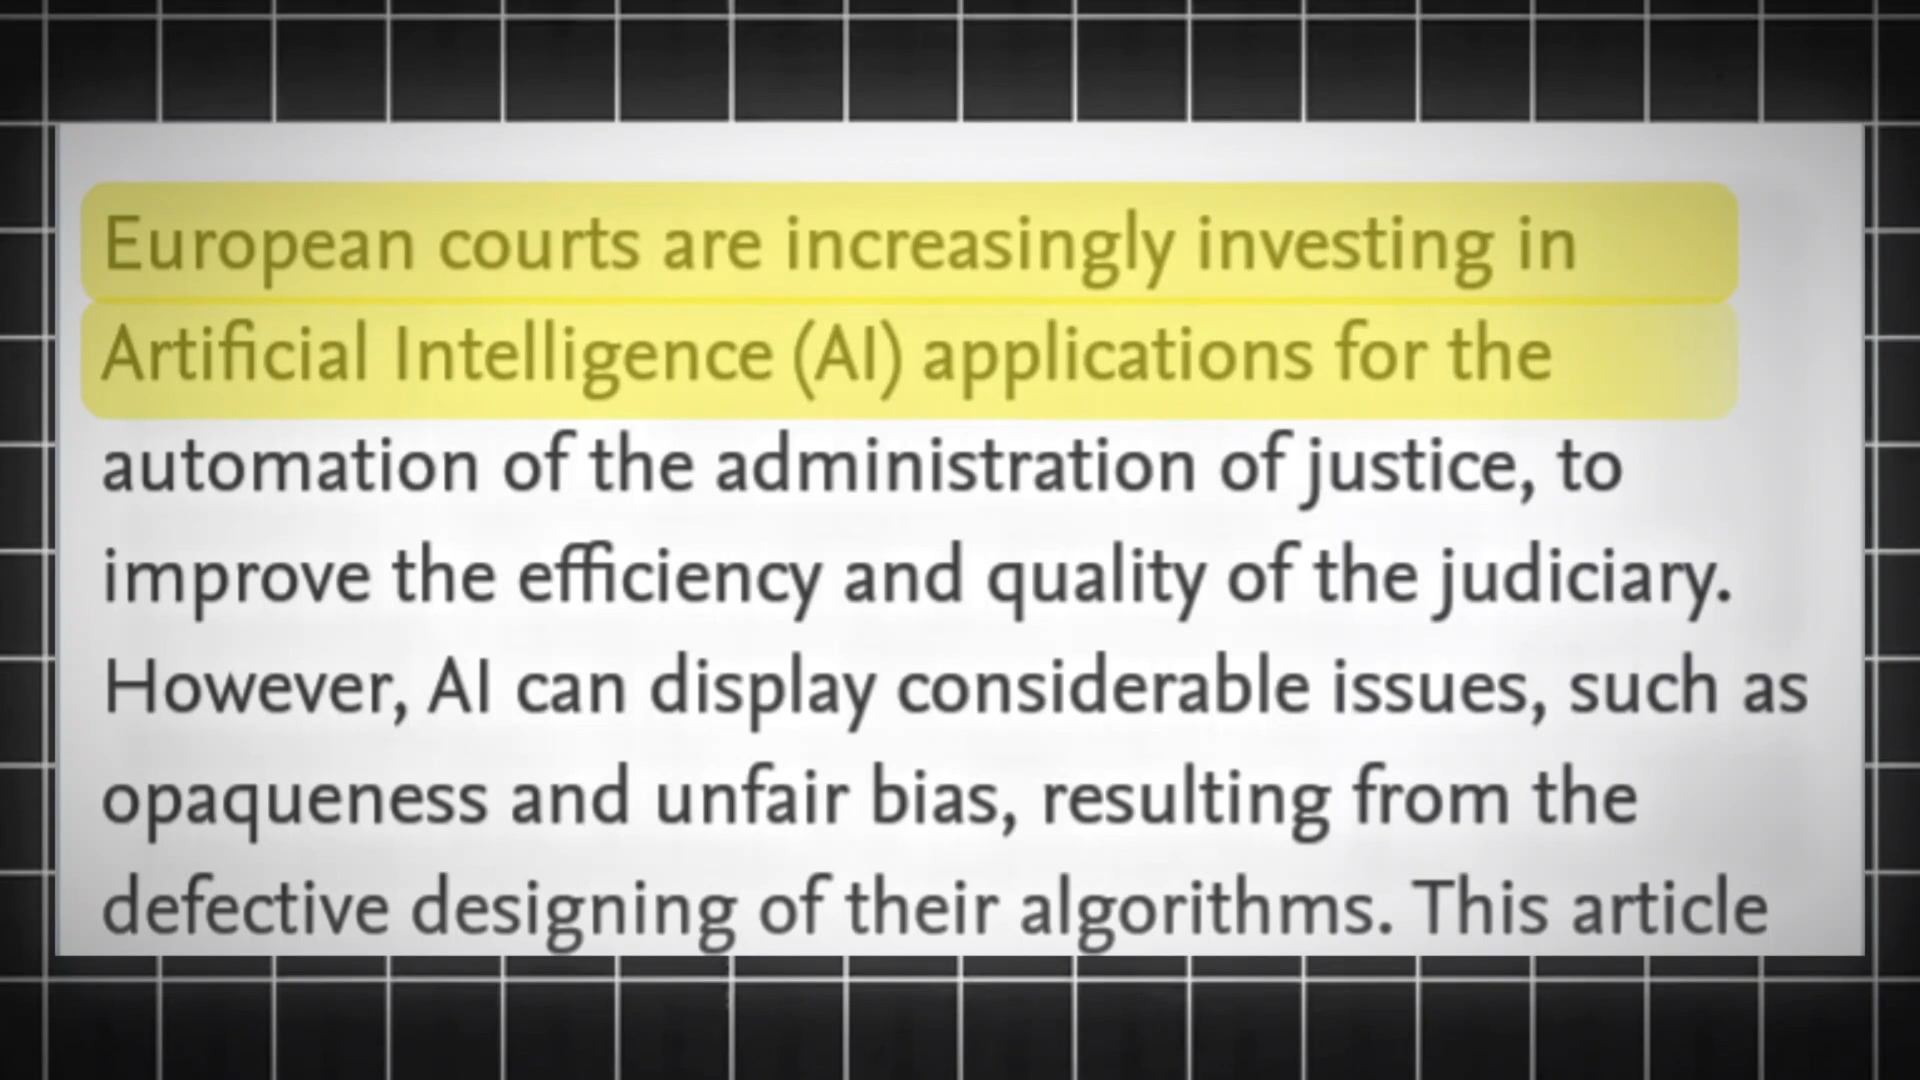 European courts are increasingly investing in
Artificial Intelligence (AI) applications for the
automation of the administration of justice, to
improve the efficiency and quality of the judiciary.
However, AI can display considerable issues, such as
opaqueness and unfair bias, resulting from the
defective designing of their algorithms. This article